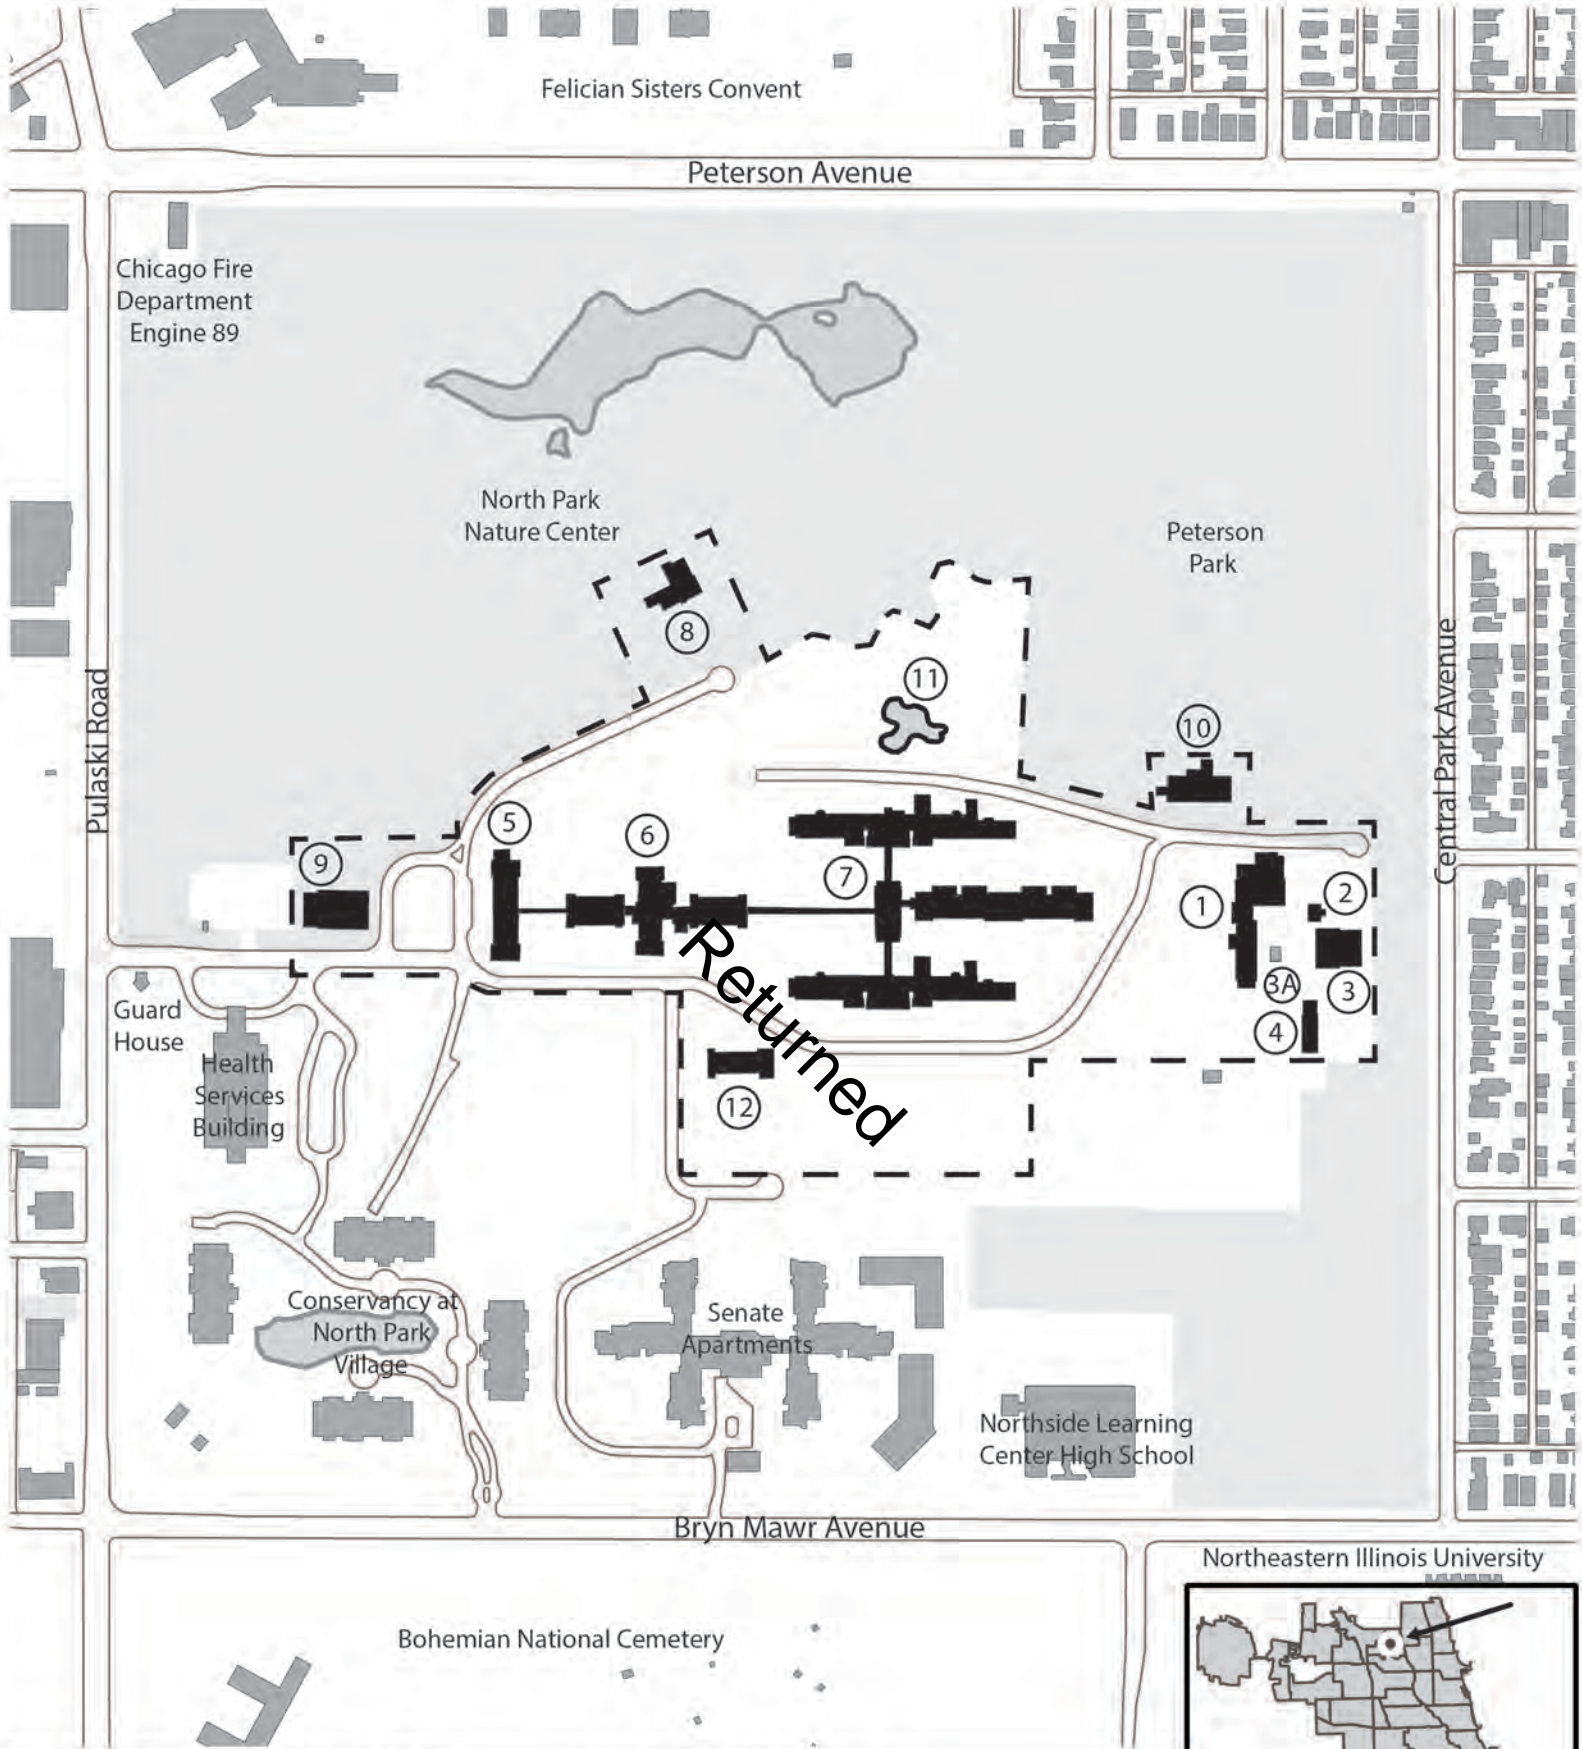 Felician Sisters Convent
Peterson Avenue
Chicago Fire
Department
Engine 89
North Park
Nature Center
Peterson
Park
8
11
Pulaski Road
Central Park Avenue
10
5
6
9
7
1
2
3A
3
4
Returned
Guard
House
Health
Services
Building
12
Conservancy at
North Park
Village
Senate
Apartments
Northside Learning
Center High School
Bryn Mawr Avenue
Northeastern Illinois University
Bohemian National Cemetery